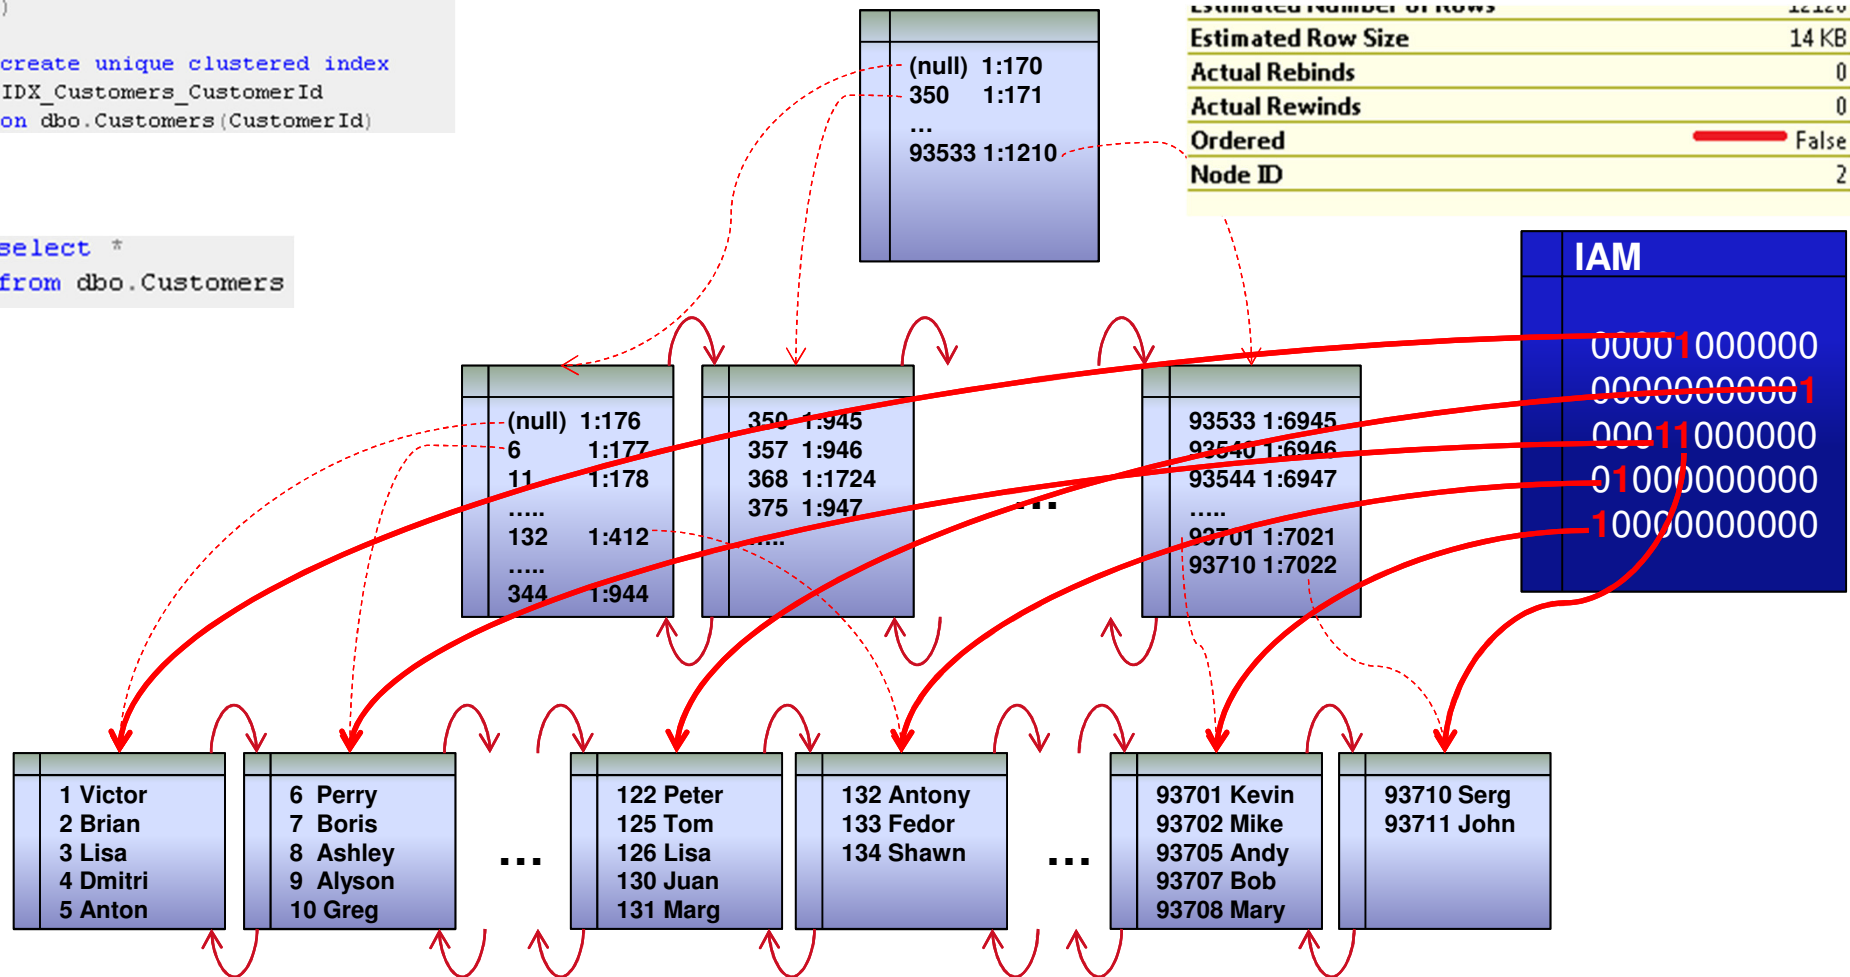 )
create unique clustered index
IDX_Customers_CustomerId
on dbo.Customers(CustomerId)
select *
from dbo.Customers
(null) 1:170
350 1:171
...
93533 1:1210
Estimated Number of Rows 12120
Estimated Row Size 14 KB
Actual Rebinds 0
Actual Rewinds 0
Ordered False
Node ID 2
IAM
00001000000
00000000001
00011000000
01000000000
10000000000
(null) 1:176
6 1:177
11 1:178
.....
132 1:412
.....
344 1:944
350 1:945
357 1:946
368 1:1724
375 1:947
.....
...
93533 1:6945
93540 1:6946
93544 1:6947
.....
93701 1:7021
93710 1:7022
1 Victor
2 Brian
3 Lisa
4 Dmitri
5 Anton
6 Perry
7 Boris
8 Ashley
9 Alyson
10 Greg
...
122 Peter
125 Tom
126 Lisa
130 Juan
131 Marg
132 Antony
133 Fedor
134 Shawn
...
93701 Kevin
93702 Mike
93705 Andy
93707 Bob
93708 Mary
93710 Serg
93711 John